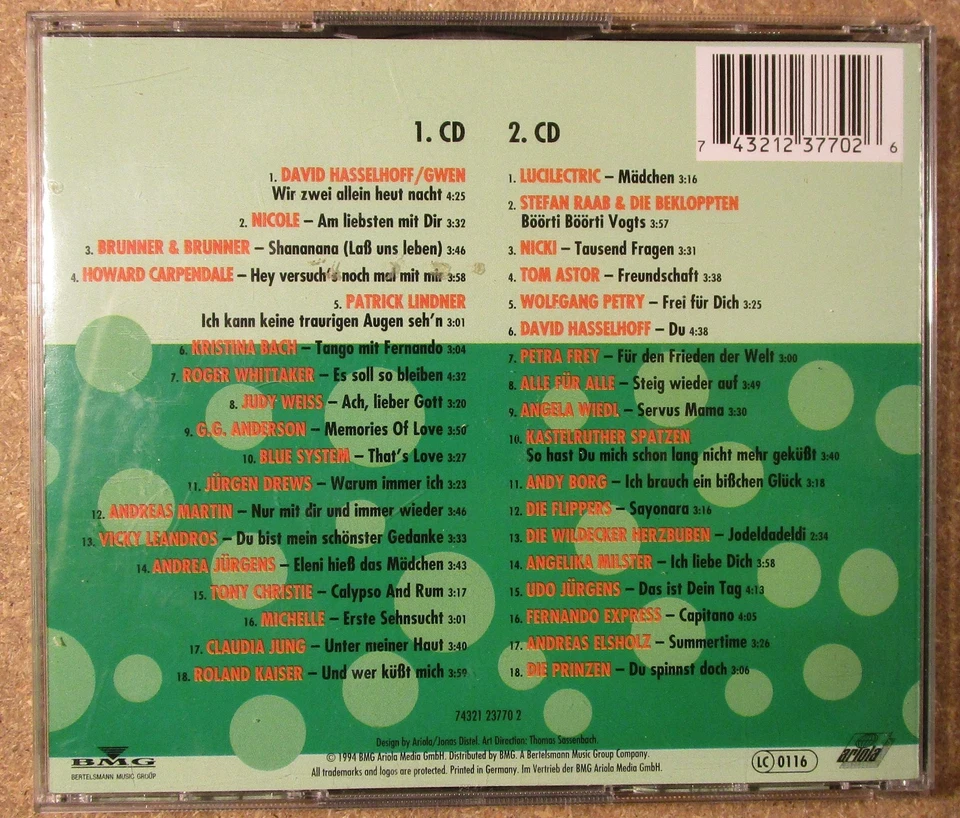 7 43212 37702 6
1. CD
1. DAVID HASSELHOFF/GWEN
Wir zwei allein heut nacht 4:25
2. NICOLE – Am liebsten mit Dir 3:32
3. BRUNNER & BRUNNER – Shananana (Laß uns leben) 3:46
4. HOWARD CARPENDALE – Hey versuch's noch mal mit mir 3:58
5. PATRICK LINDNER
Ich kann keine traurigen Augen seh'n 3:01
6. KRISTINA BACH – Tango mit Fernando 3:04
7. ROGER WHITTAKER – Es soll so bleiben 4:32
8. JUDY WEISS – Ach, lieber Gott 3:20
9. G.G. ANDERSON – Memories Of Love 3:50
10. BLUE SYSTEM – That's Love 3:27
11. JÜRGEN DREWS – Warum immer ich 3:23
12. ANDREAS MARTIN – Nur mit dir und immer wieder 3:46
13. VICKY LEANDROS – Du bist mein schönster Gedanke 3:33
14. ANDREA JÜRGENS – Eleni hieß das Mädchen 3:43
15. TONY CHRISTIE – Calypso And Rum 3:17
16. MICHELLE – Erste Sehnsucht 3:01
17. CLAUDIA JUNG – Unter meiner Haut 3:40
18. ROLAND KAISER – Und wer küßt mich 3:59
2. CD
1. LUCILECTRIC – Mädchen 3:16
2. STEFAN RAAB & DIE BEKLOPPTEN
Böörti Böörti Vogts 3:57
3. NICKI – Tausend Fragen 3:31
4. TOM ASTOR – Freundschaft 3:38
5. WOLFGANG PETRY – Frei für Dich 3:25
6. DAVID HASSELHOFF – Du 4:38
7. PETRA FREY – Für den Frieden der Welt 3:00
8. ALLE FÜR ALLE – Steig wieder auf 3:49
9. ANGELA WIEDL – Servus Mama 3:30
10. KASTELRUTHER SPATZEN
So hast Du mich schon lang nicht mehr geküßt 3:40
11. ANDY BORG – Ich brauch ein bißchen Glück 3:18
12. DIE FLIPPERS – Sayonara 3:16
13. DIE WILDECKER HERZBUBEN – Jodeldadeldi 2:34
14. ANGELIKA MILSTER – Ich liebe Dich 3:58
15. UDO JÜRGENS – Das ist Dein Tag 4:13
16. FERNANDO EXPRESS – Capitano 4:05
17. ANDREAS ELSHOLZ – Summertime 3:26
18. DIE PRINZEN – Du spinnst doch 3:06
74321 23770 2
Design by Ariola/Jonas Distel. Art Direction: Thomas Sassenbach.
© 1994 BMG Ariola Media GmbH. Distributed by BMG. A Bertelsmann Music Group Company.
All trademarks and logos are protected. Printed in Germany. Im Vertrieb der BMG Ariola Media GmbH.
BMG
BERTELSMANN MUSIC GROUP
LC 0116
ariola